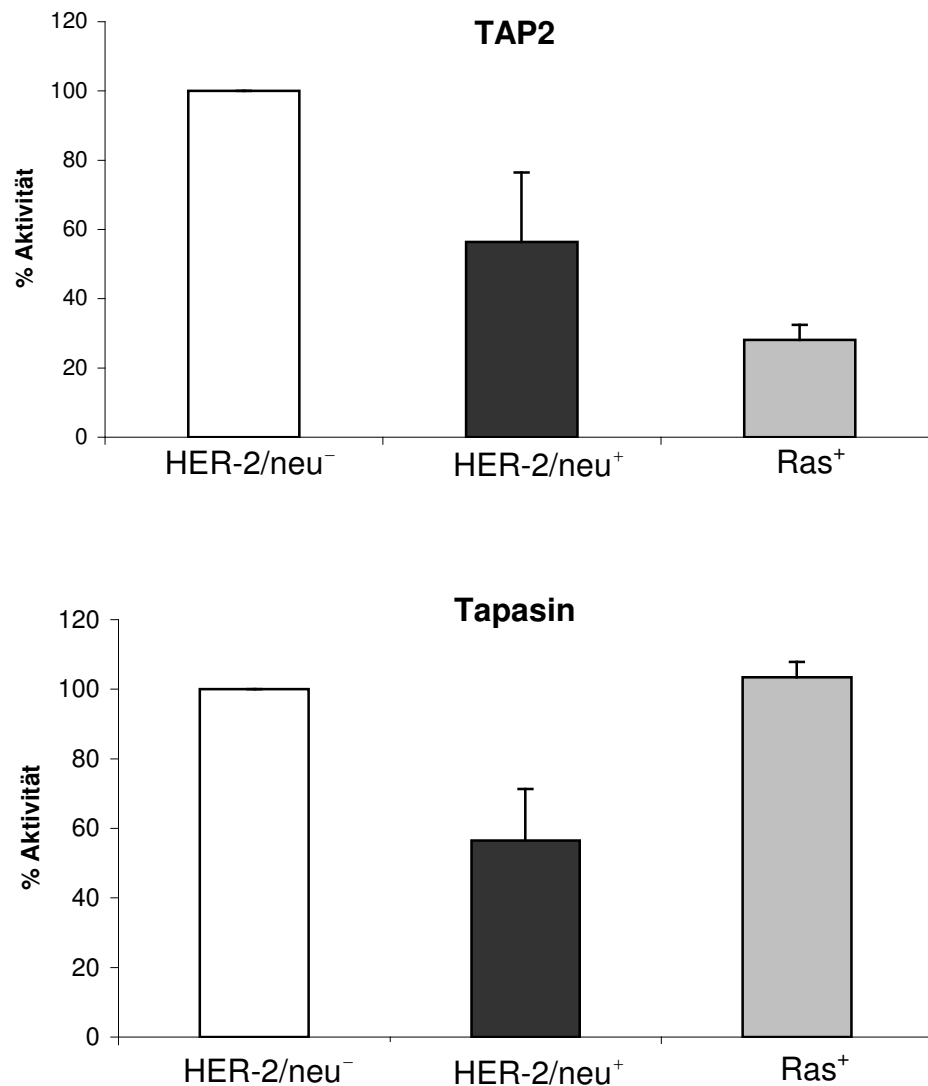 TAP2
% Aktivität
120
100
80
60
40
20
0
HER-2/neu⁻
HER-2/neu⁺
Ras⁺
Tapasin
% Aktivität
120
100
80
60
40
20
0
HER-2/neu⁻
HER-2/neu⁺
Ras⁺